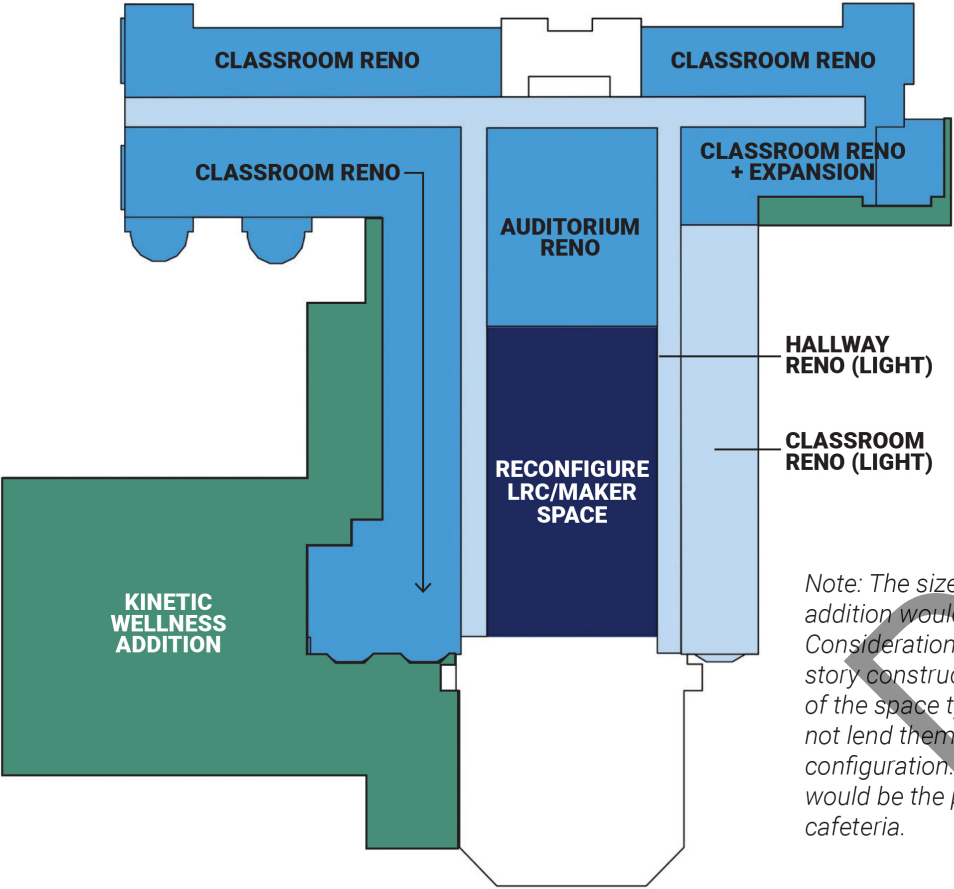 CLASSROOM RENO
CLASSROOM RENO
CLASSROOM RENO
CLASSROOM RENO
+ EXPANSION
AUDITORIUM
RENO
HALLWAY
RENO (LIGHT)
CLASSROOM
RENO (LIGHT)
RECONFIGURE
LRC/MAKER
SPACE
KINETIC
WELLNESS
ADDITION
Note: The size
addition would
Consideration
story construc
of the space t
not lend them
configuration.
would be the p
cafeteria.